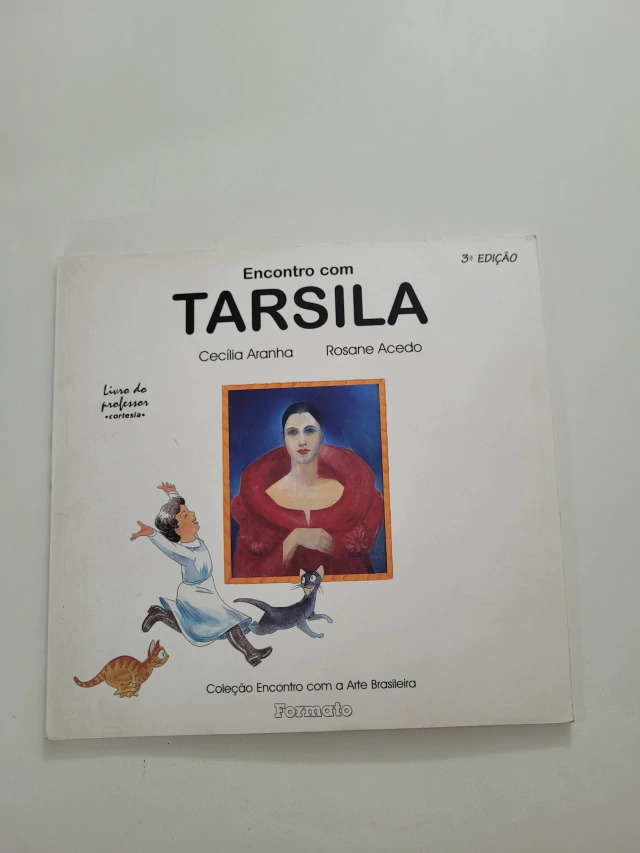 3ª EDIÇÃO
Encontro com
TARSILA
Cecília Aranha Rosane Acedo
Livro do
professor
•cortesia•
Coleção Encontro com a Arte Brasileira
Formato